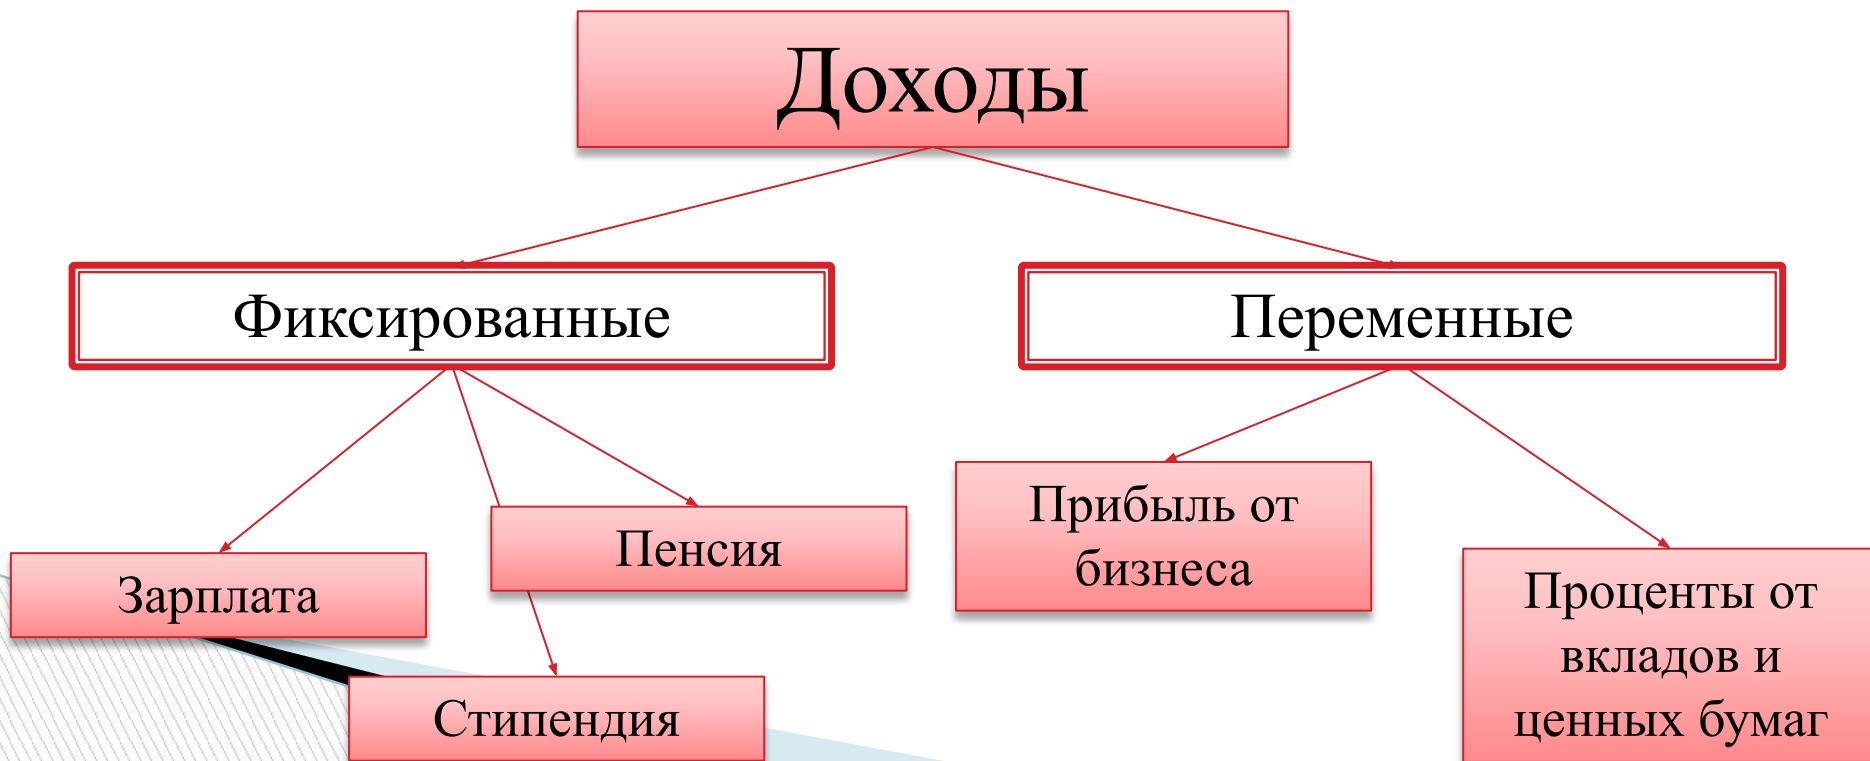 Доходы
Фиксированные
Переменные
Зарплата
Пенсия
Стипендия
Прибыль от
бизнеса
Проценты от
вкладов и
ценных бумаг